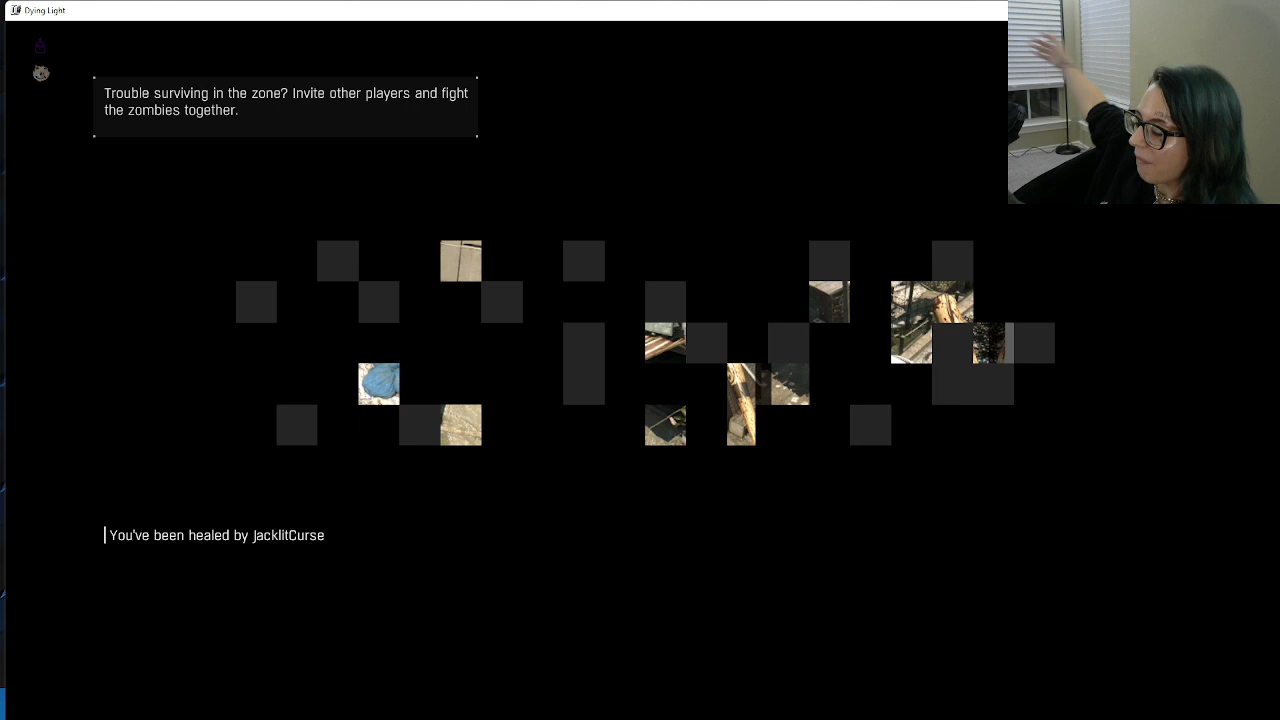 Dying Light
Trouble surviving in the zone? Invite other players and fight
the zombies together.
You've been healed by JacklitCurse